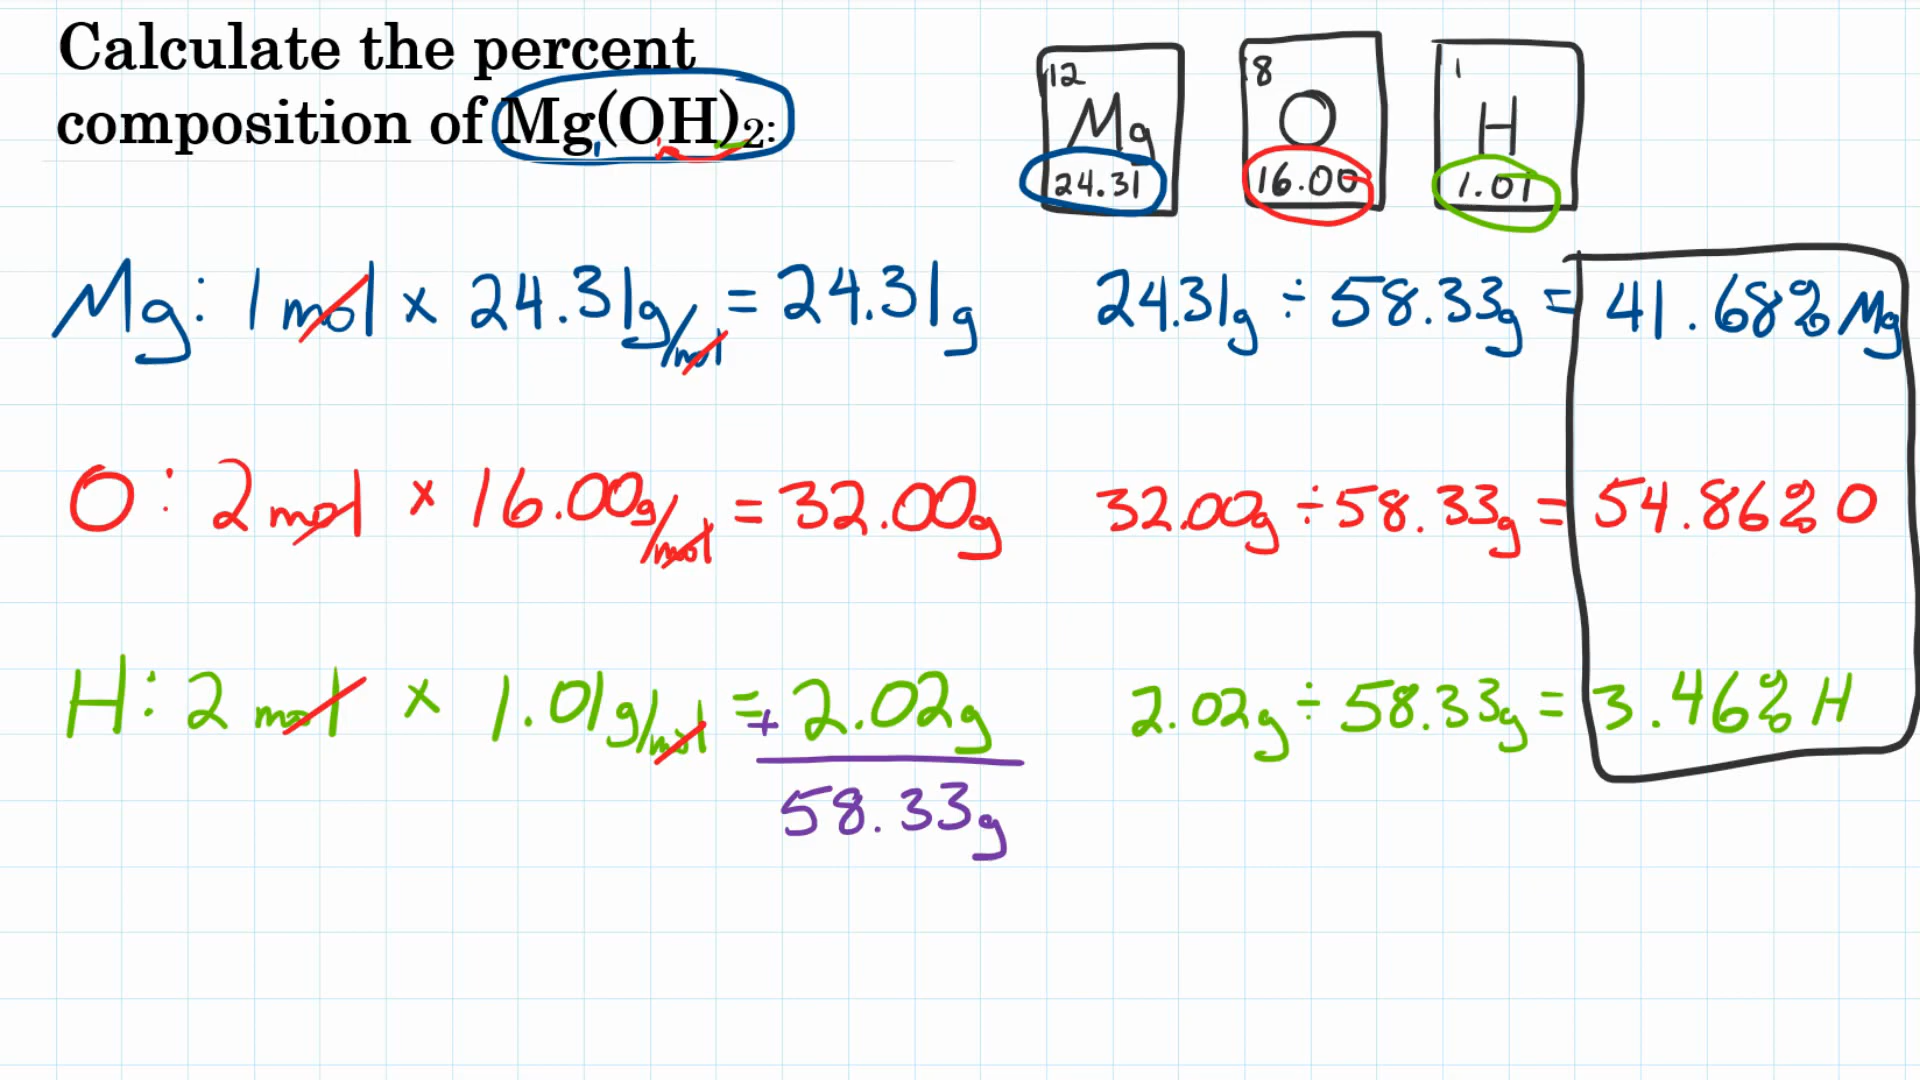 Calculate the percent
composition of Mg(OH)₂:
12
Mg
24.31
8
O
16.00
1
H
1.01
Mg: 1 mol × 24.31g/mol = 24.31g
24.31g ÷ 58.33g = 41.68% Mg
O: 2 mol × 16.00g/mol = 32.00g
32.00g ÷ 58.33g = 54.86% O
H: 2 mol × 1.01g/mol = 2.02g
2.02g ÷ 58.33g = 3.46% H
+
58.33g